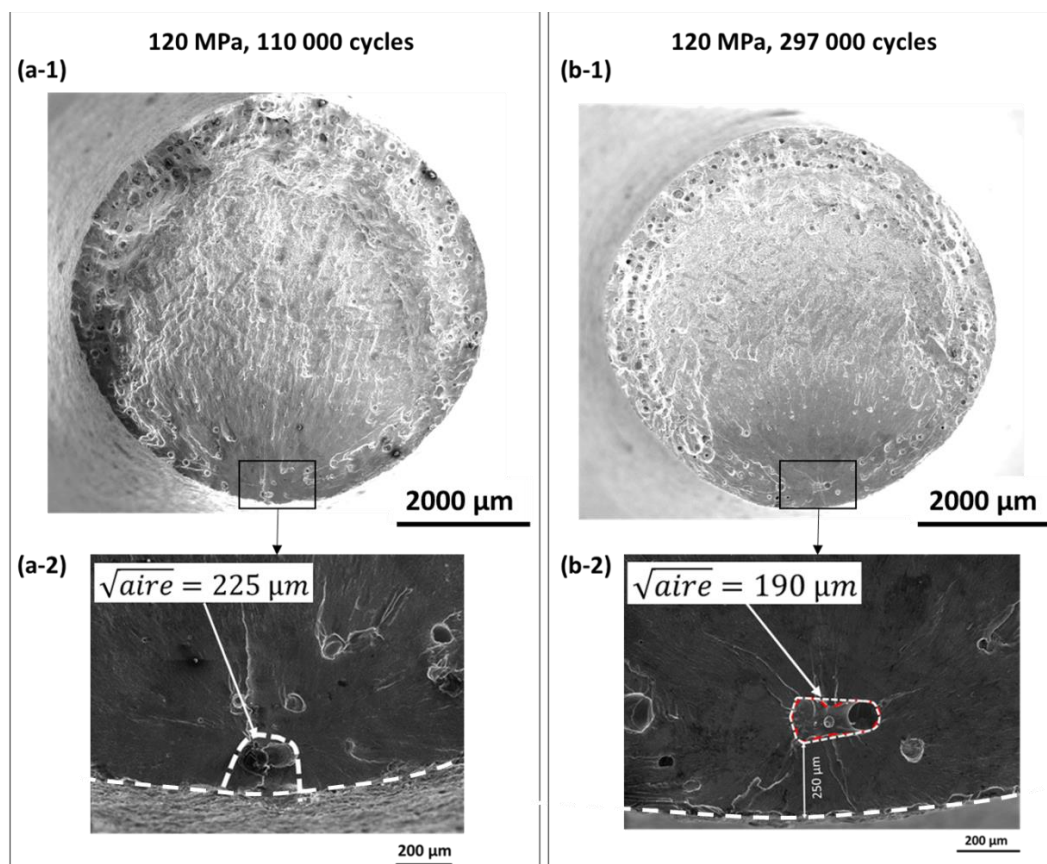 120 MPa, 110 000 cycles
(a-1)
2000 µm
(a-2)
√aire = 225 µm
200 µm
120 MPa, 297 000 cycles
(b-1)
2000 µm
(b-2)
√aire = 190 µm
250 µm
200 µm